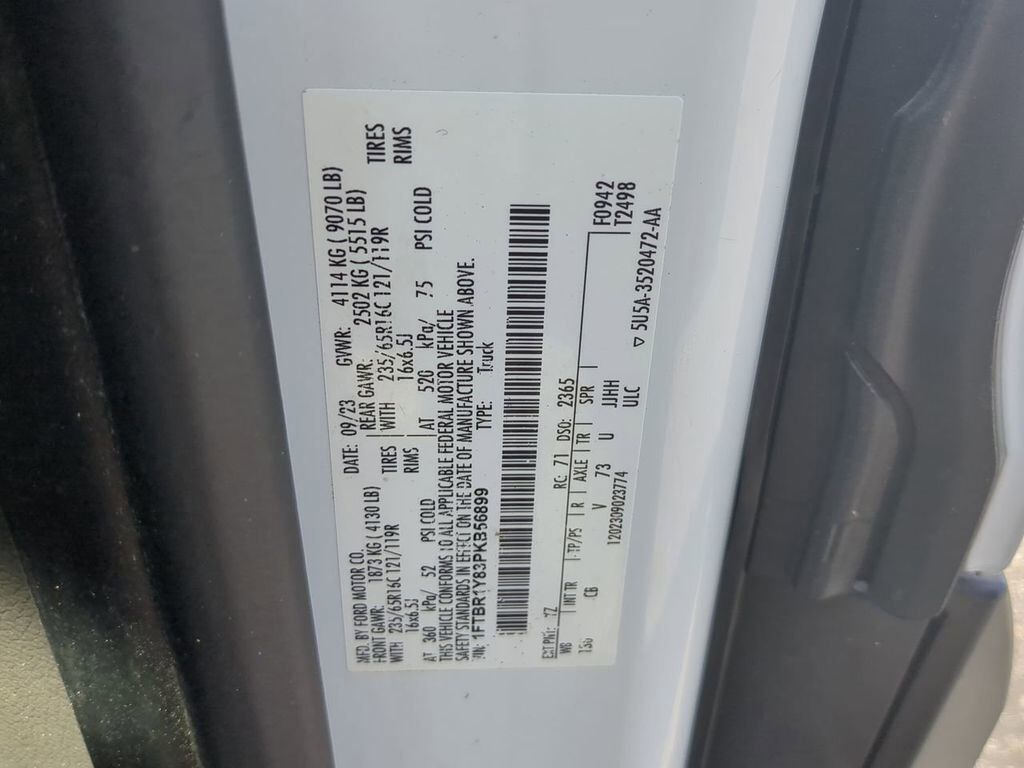 MFD. BY FORD MOTOR CO.
DATE: 09/23 GVWR: 4114 KG ( 9070 LB)
FRONT GAWR: 1873 KG ( 4130 LB) REAR GAWR: 2502 KG ( 5515 LB)
WITH 235/65R16C 121/119R TIRES WITH 235/65R16C 121/119R TIRES
16x6.5J RIMS 16x6.5J RIMS
AT 360 kPa/ 52 PSI COLD AT 520 kPa/ 75 PSI COLD
THIS VEHICLE CONFORMS TO ALL APPLICABLE FEDERAL MOTOR VEHICLE
SAFETY STANDARDS IN EFFECT ON THE DATE OF MANUFACTURE SHOWN ABOVE.
VIN: 1FTBR1Y83PKB56899 TYPE: Truck
EXT PNT: YZ RC: 71 DSO: 2365
WB INT TR TP/PS R AXLE TR SPR
CB V 73 U JJHH
1202309023774 ULC
F0942
T2498
▽ 5U5A-3520472-AA